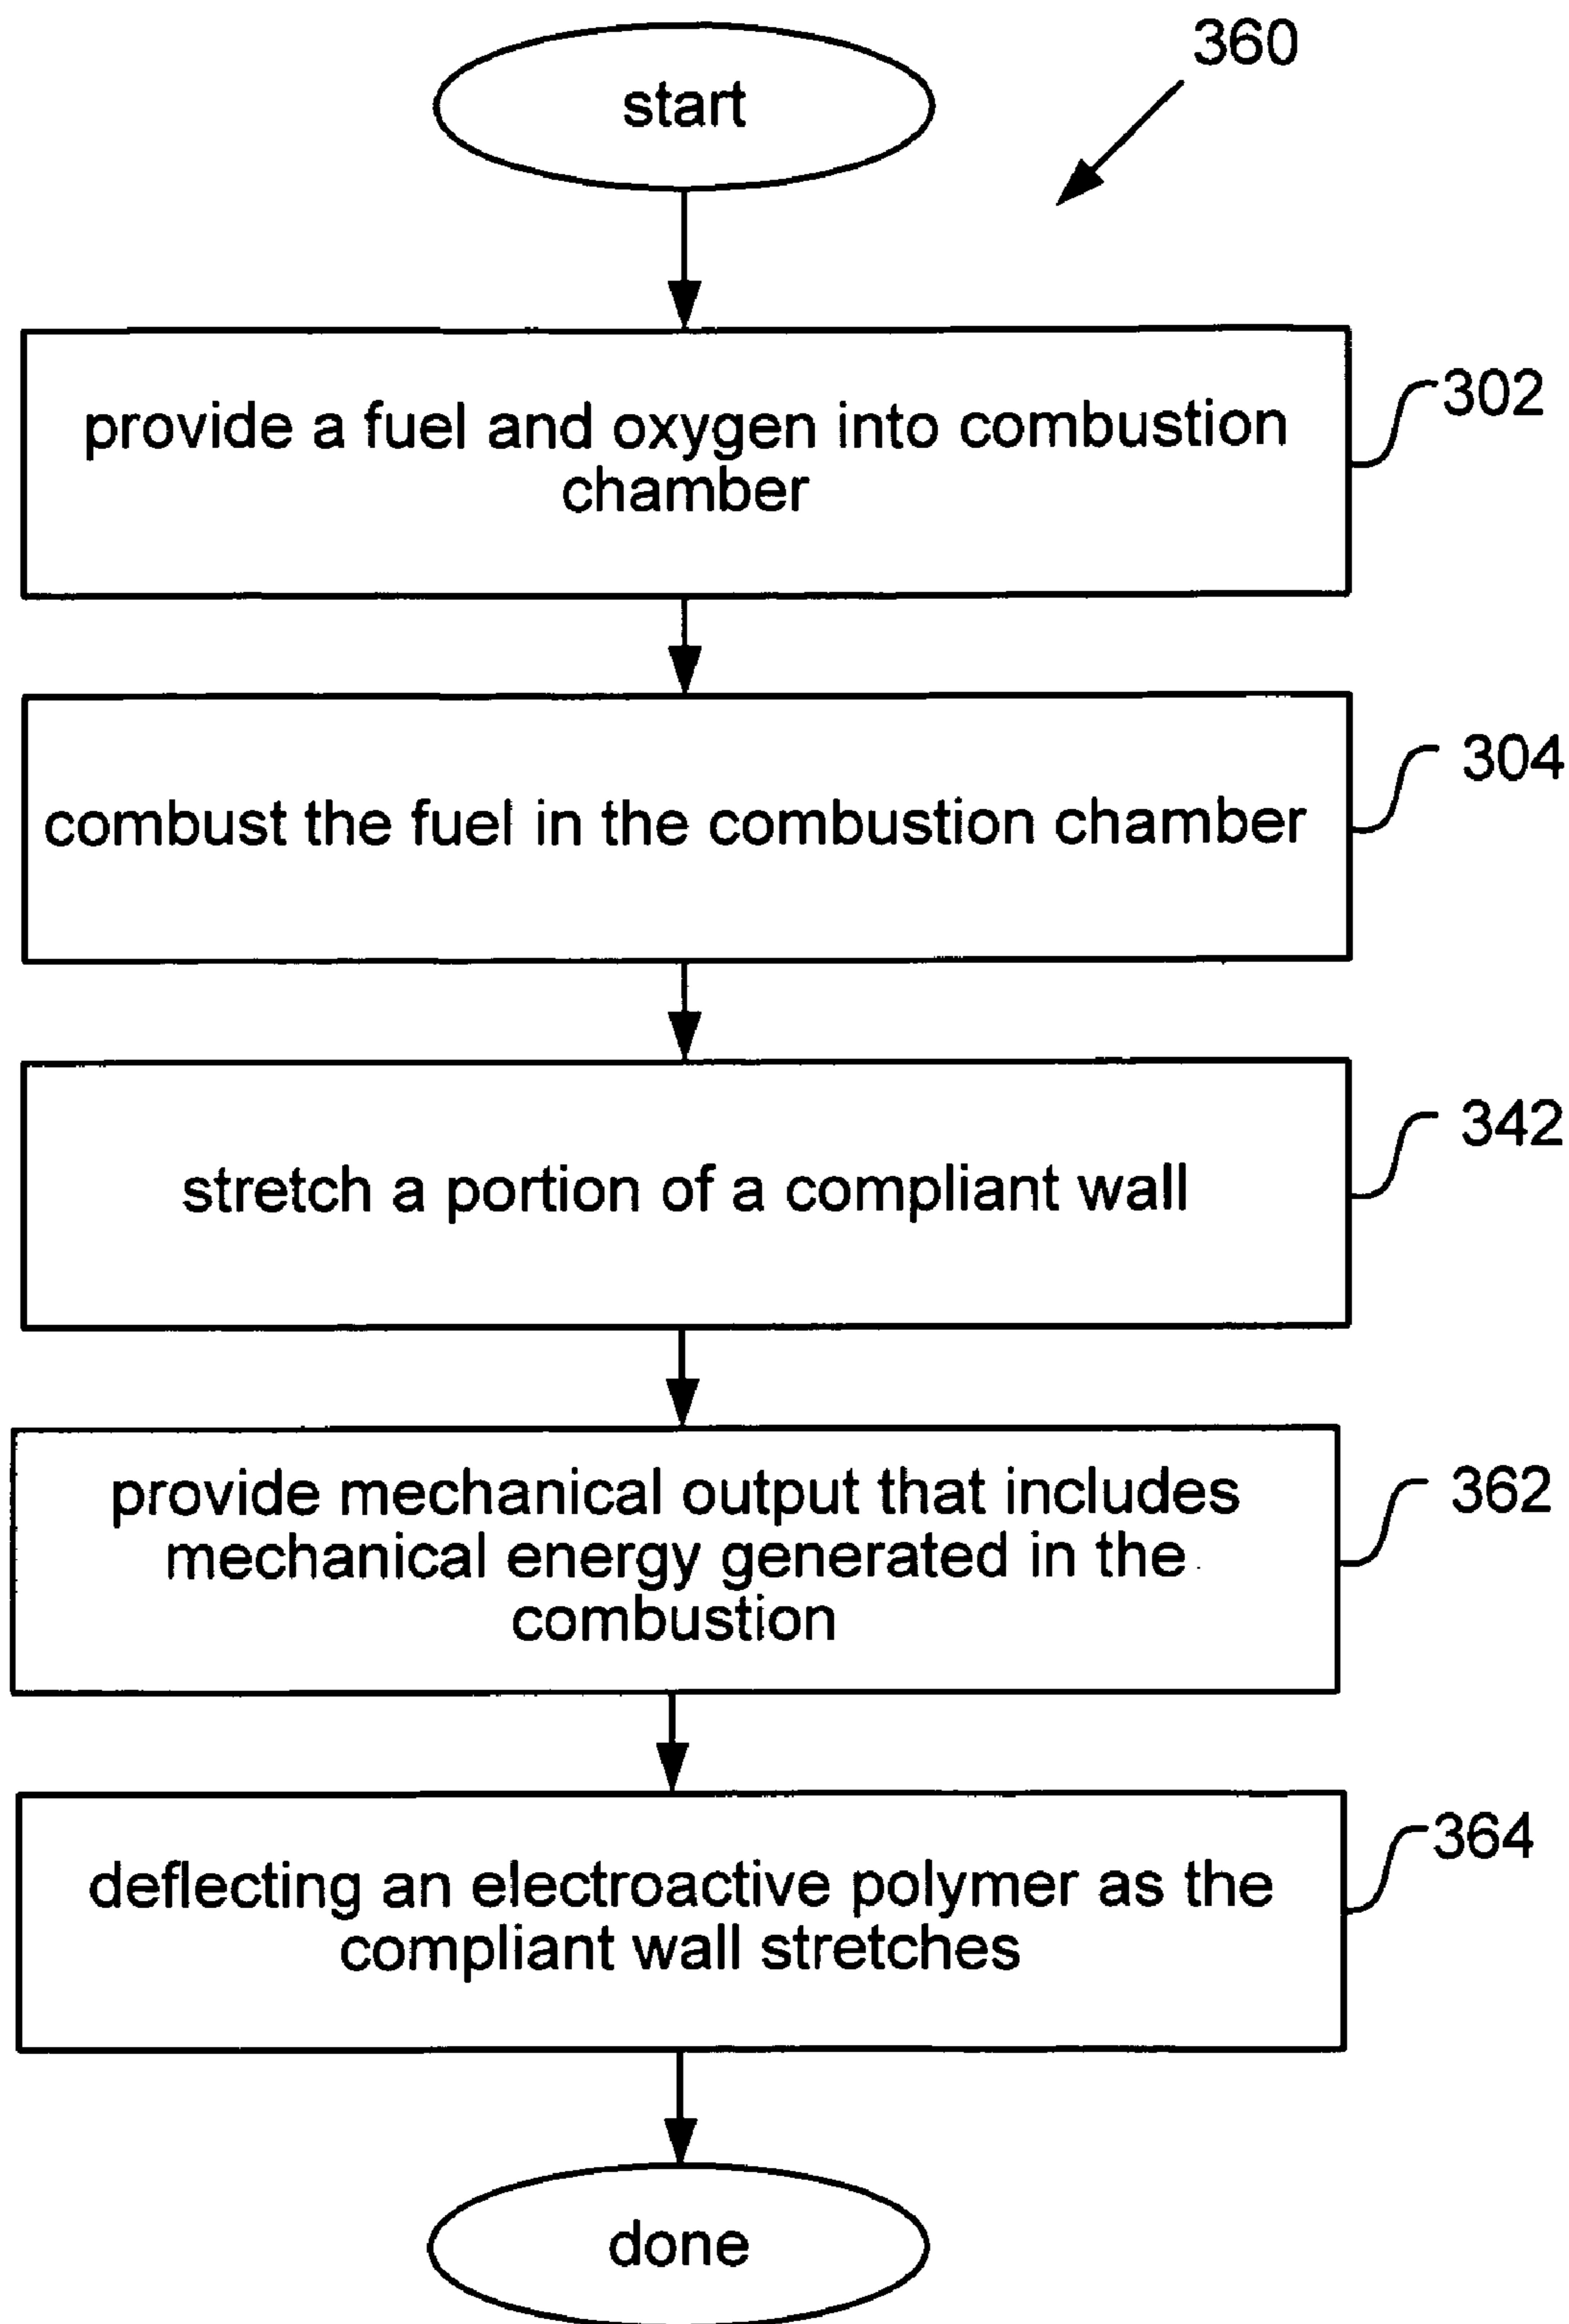 360
start
provide a fuel and oxygen into combustion
chamber
302
combust the fuel in the combustion chamber
304
stretch a portion of a compliant wall
342
provide mechanical output that includes
mechanical energy generated in the
combustion
362
deflecting an electroactive polymer as the
compliant wall stretches
364
done